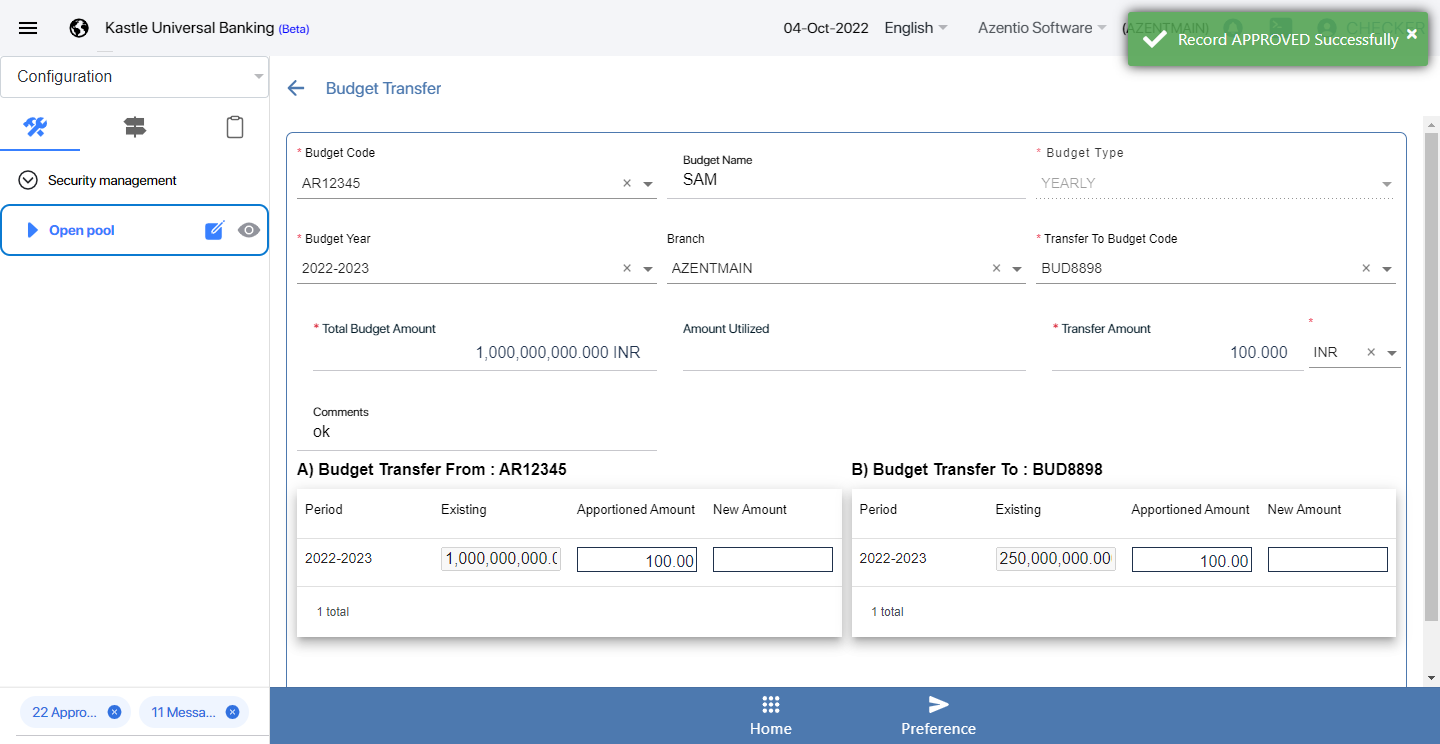 Kastle Universal Banking (Beta)
04-Oct-2022
English
Azentio Software
(AZENTMAIN)
CHECKER
Record APPROVED Successfully
Configuration
Budget Transfer
Security management
Open pool
* Budget Code
AR12345
Budget Name
SAM
* Budget Type
YEARLY
* Budget Year
2022-2023
Branch
AZENTMAIN
* Transfer To Budget Code
BUD8898
* Total Budget Amount
1,000,000,000.000 INR
Amount Utilized
* Transfer Amount
100.000
*
INR
Comments
ok
A) Budget Transfer From : AR12345
Period Existing Apportioned Amount New Amount
2022-2023 1,000,000,000.0 100.00
1 total
B) Budget Transfer To : BUD8898
Period Existing Apportioned Amount New Amount
2022-2023 250,000,000.00 100.00
1 total
22 Appro...
11 Messa...
Home
Preference